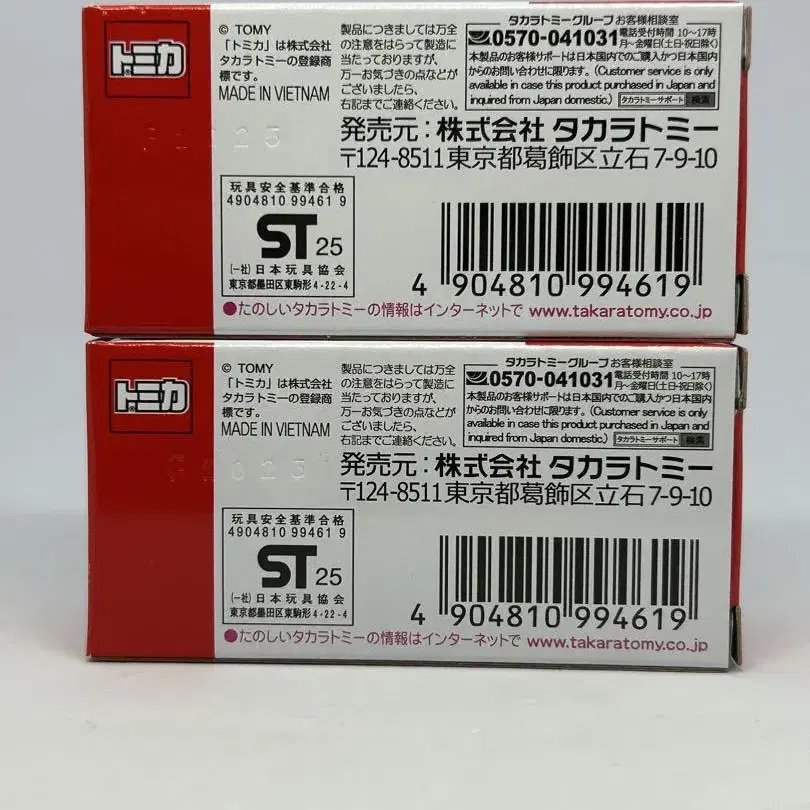 トミカ
© TOMY
「トミカ」は株式会社
タカラトミーの登録商
標です。
MADE IN VIETNAM
製品につきましては万全
の注意をはらって製造に
当たっておりますが、
万一お気づきの点などが
ございましたら、
右記までご連絡ください。
タカラトミーグループ お客様相談室
0570-041031 電話受付時間 10～17時
月～金曜日(土・日・祝日除く)
本製品のお客様サポートは日本国内でのご購入かつ日本国内
からのお問い合わせに限ります。(Customer service is only
available in case this product purchased in Japan and
inquired from Japan domestic.) タカラトミーサポート 検索
発売元：株式会社 タカラトミー
〒124-8511 東京都葛飾区立石7-9-10
玩具安全基準合格
4904810 99461 9
ST 25
(一社)日本玩具協会
東京都墨田区東駒形4-22-4
4 904810 994619
●たのしいタカラトミーの情報はインターネットで www.takaratomy.co.jp
トミカ
© TOMY
「トミカ」は株式会社
タカラトミーの登録商
標です。
MADE IN VIETNAM
製品につきましては万全
の注意をはらって製造に
当たっておりますが、
万一お気づきの点などが
ございましたら、
右記までご連絡ください。
タカラトミーグループ お客様相談室
0570-041031 電話受付時間 10～17時
月～金曜日(土・日・祝日除く)
本製品のお客様サポートは日本国内でのご購入かつ日本国内
からのお問い合わせに限ります。(Customer service is only
available in case this product purchased in Japan and
inquired from Japan domestic.) タカラトミーサポート 検索
発売元：株式会社 タカラトミー
〒124-8511 東京都葛飾区立石7-9-10
玩具安全基準合格
4904810 99461 9
ST 25
(一社)日本玩具協会
東京都墨田区東駒形4-22-4
4 904810 994619
●たのしいタカラトミーの情報はインターネットで www.takaratomy.co.jp